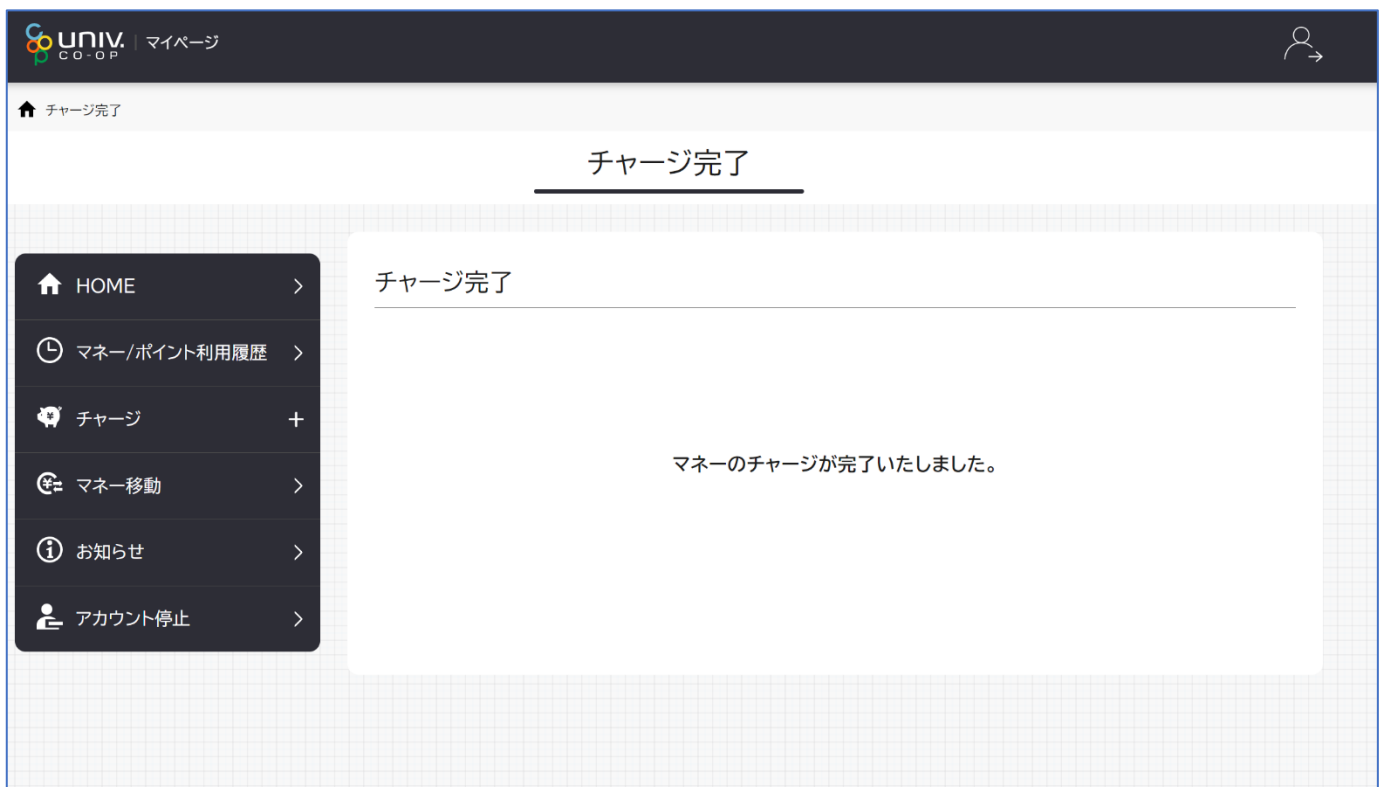 UNIV. CO-OP マイページ
チャージ完了
チャージ完了
HOME
マネー/ポイント利用履歴
チャージ
マネー移動
お知らせ
アカウント停止
チャージ完了
マネーのチャージが完了いたしました。